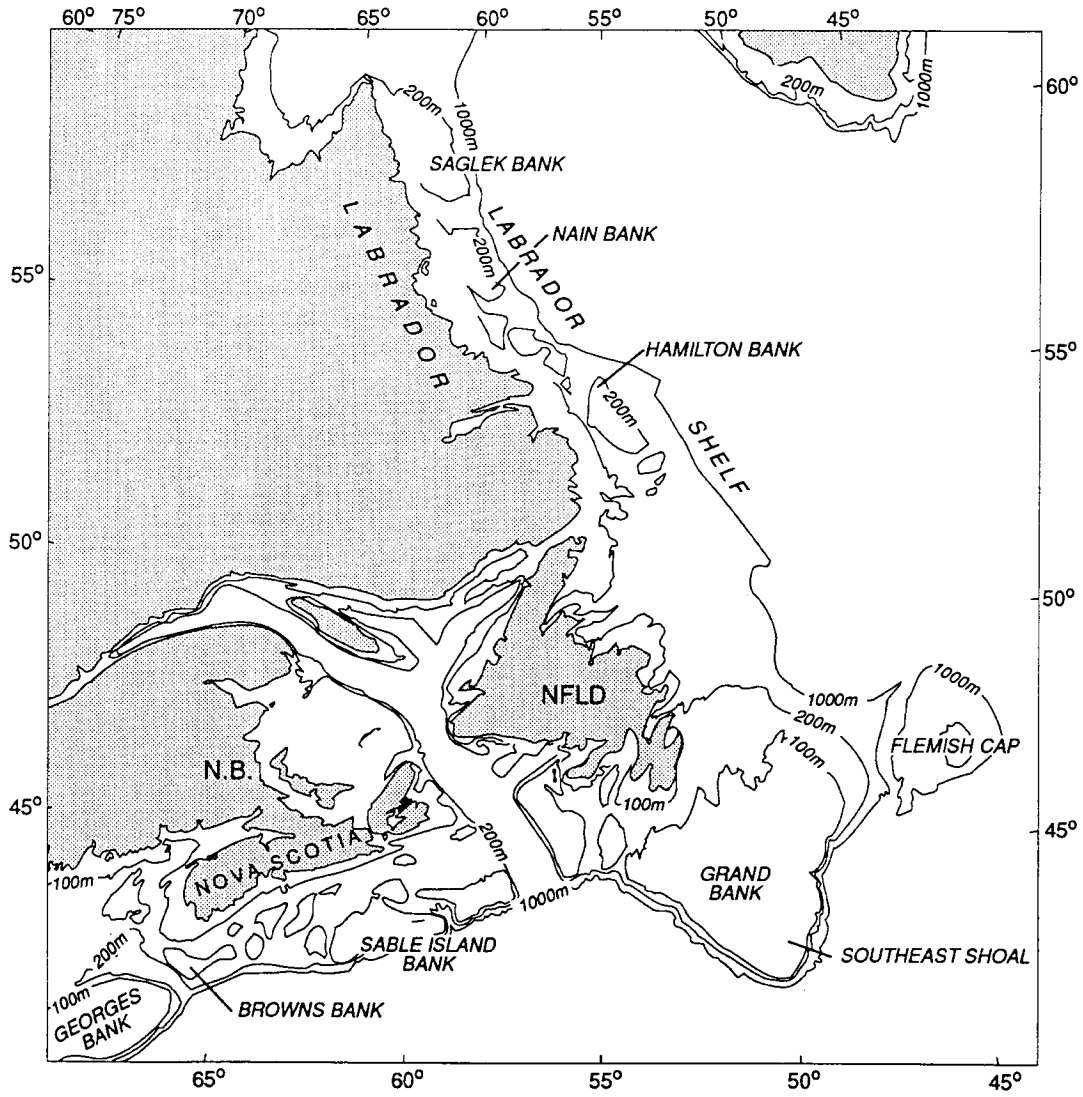 60° 75° 70° 65° 60° 55° 50° 45°
200m
1000m
60°
200m
1000m
SAGLEK BANK
LABRADOR
LABRADOR
NAIN BANK
200m
55°
HAMILTON BANK
55°
200m
SHELF
50°
50°
NFLD
1000m
1000m
200m
100m
FLEMISH CAP
N.B.
45°
100m
45°
200m
NOVA SCOTIA
100m
GRAND
BANK
1000m
200m
SABLE ISLAND
BANK
SOUTHEAST SHOAL
100m
GEORGES
BANK
BROWNS BANK
65° 60° 55° 50° 45°